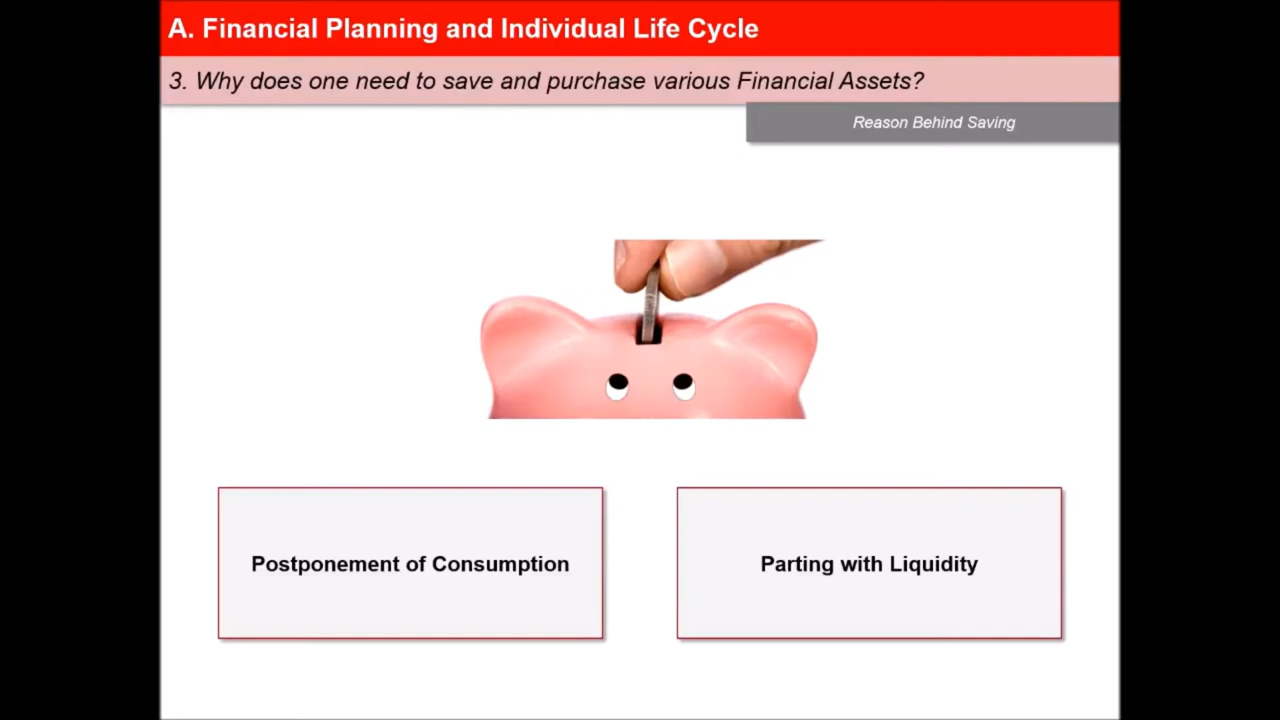 A. Financial Planning and Individual Life Cycle
3. Why does one need to save and purchase various Financial Assets?
Reason Behind Saving
Postponement of Consumption
Parting with Liquidity